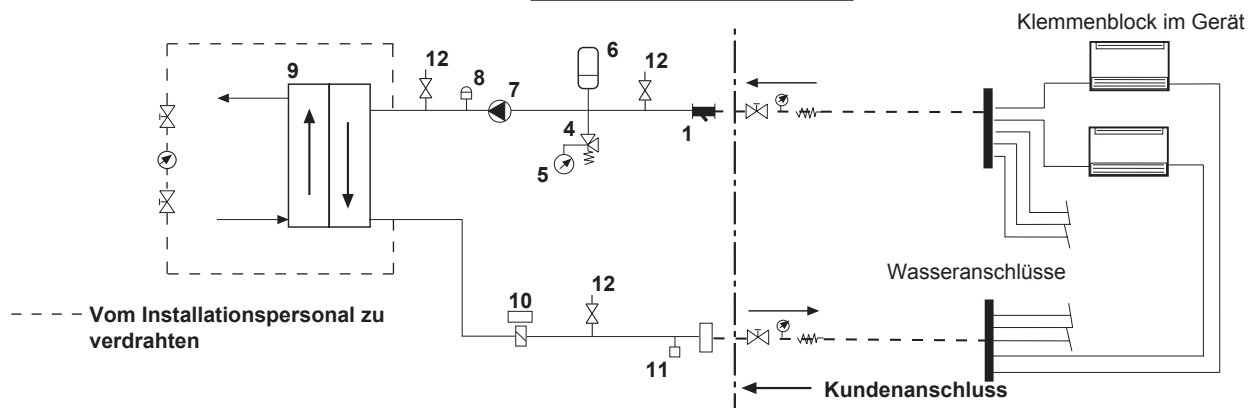 Klemmenblock im Gerät
12
6
12
9
8
7
4
1
5
Wasseranschlüsse
12
10
- - - - - Vom Installationspersonal zu
verdrahten
11
Kundenanschluss